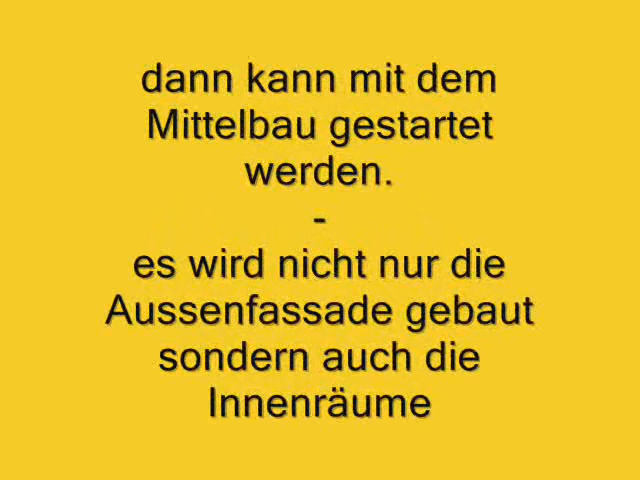 dann kann mit dem
Mittelbau gestartet
werden.
-
es wird nicht nur die
Aussenfassade gebaut
sondern auch die
Innenräume